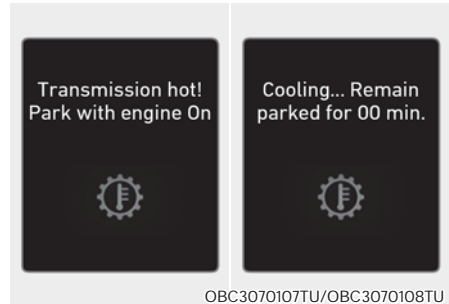 Transmission hot!
Park with engine On
Cooling... Remain
parked for 00 min.
OBC3070107TU/OBC3070108TU